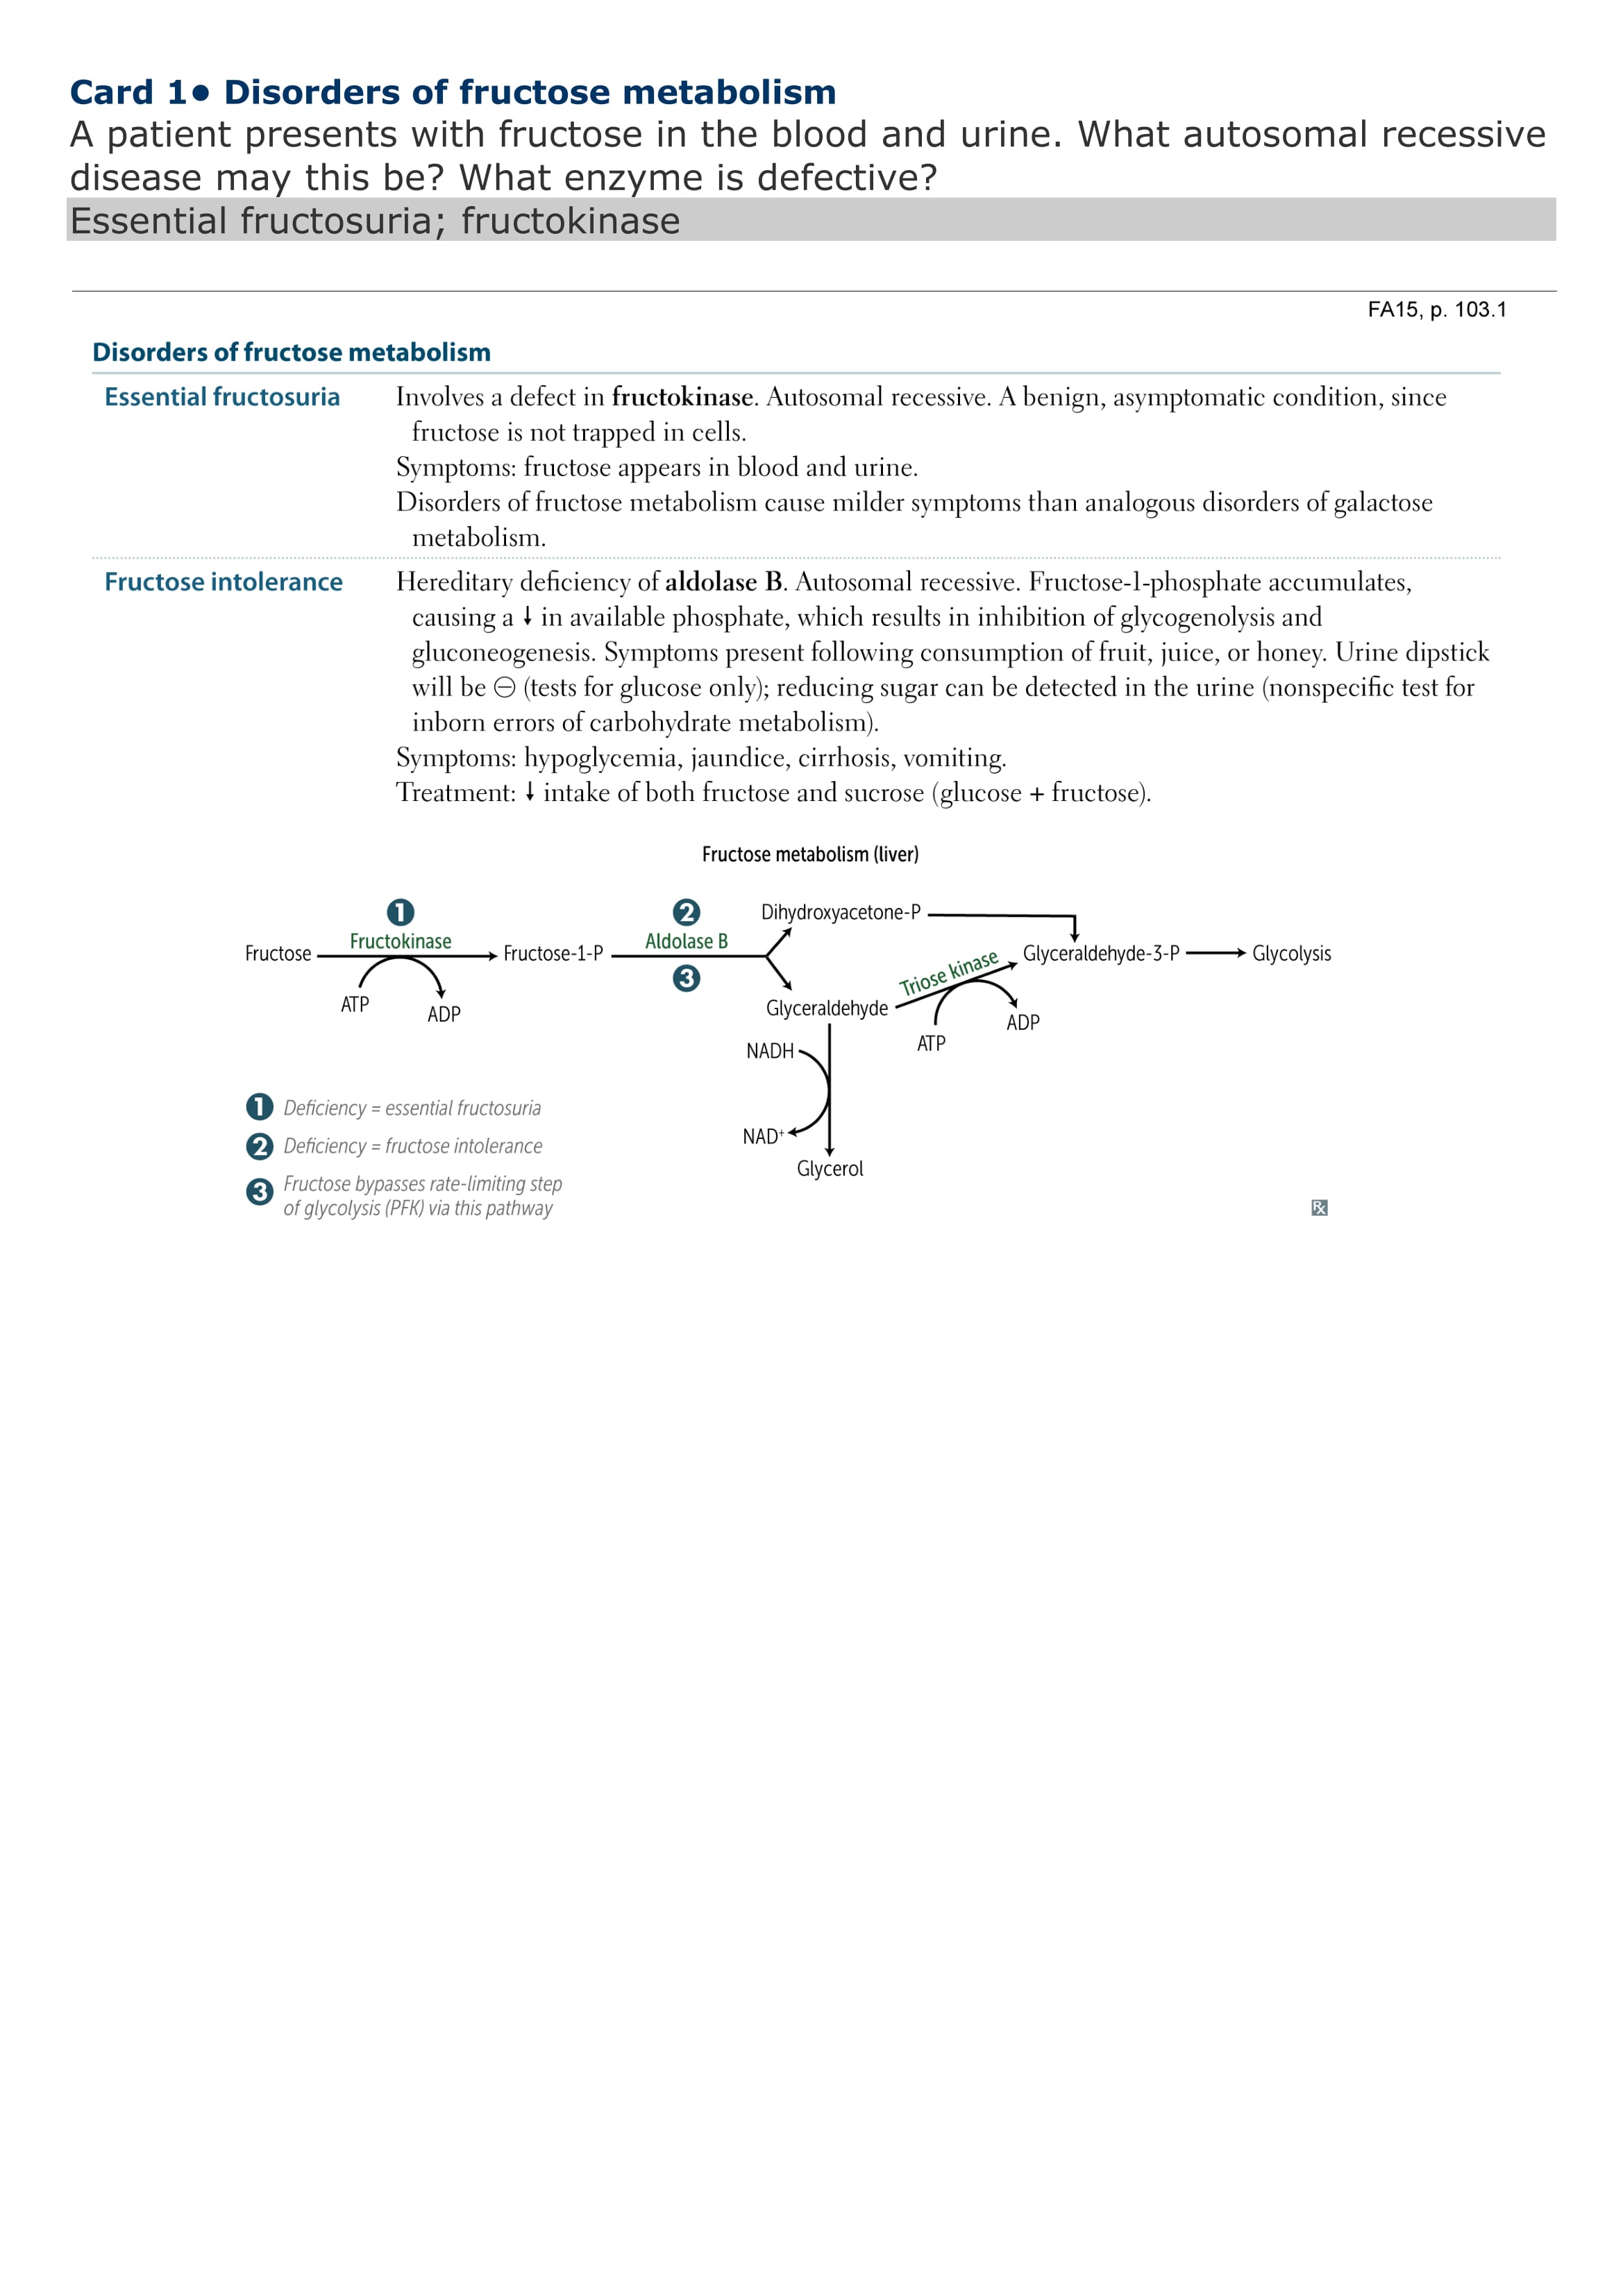 Card 1• Disorders of fructose metabolism
A patient presents with fructose in the blood and urine. What autosomal recessive
disease may this be? What enzyme is defective?
Essential fructosuria; fructokinase
FA15, p. 103.1
Disorders of fructose metabolism
Essential fructosuria
Involves a defect in fructokinase. Autosomal recessive. A benign, asymptomatic condition, since
fructose is not trapped in cells.
Symptoms: fructose appears in blood and urine.
Disorders of fructose metabolism cause milder symptoms than analogous disorders of galactose
metabolism.
Fructose intolerance
Hereditary deficiency of aldolase B. Autosomal recessive. Fructose-1-phosphate accumulates,
causing a ↓ in available phosphate, which results in inhibition of glycogenolysis and
gluconeogenesis. Symptoms present following consumption of fruit, juice, or honey. Urine dipstick
will be ⊖ (tests for glucose only); reducing sugar can be detected in the urine (nonspecific test for
inborn errors of carbohydrate metabolism).
Symptoms: hypoglycemia, jaundice, cirrhosis, vomiting.
Treatment: ↓ intake of both fructose and sucrose (glucose + fructose).
Fructose metabolism (liver)
1
Fructokinase
Fructose
ATP
ADP
Fructose-1-P
2
Aldolase B
3
Dihydroxyacetone-P
Glyceraldehyde
Triose kinase
ATP
ADP
Glyceraldehyde-3-P
Glycolysis
NADH
NAD+
Glycerol
1 Deficiency = essential fructosuria
2 Deficiency = fructose intolerance
3 Fructose bypasses rate-limiting step
of glycolysis (PFK) via this pathway
Rx